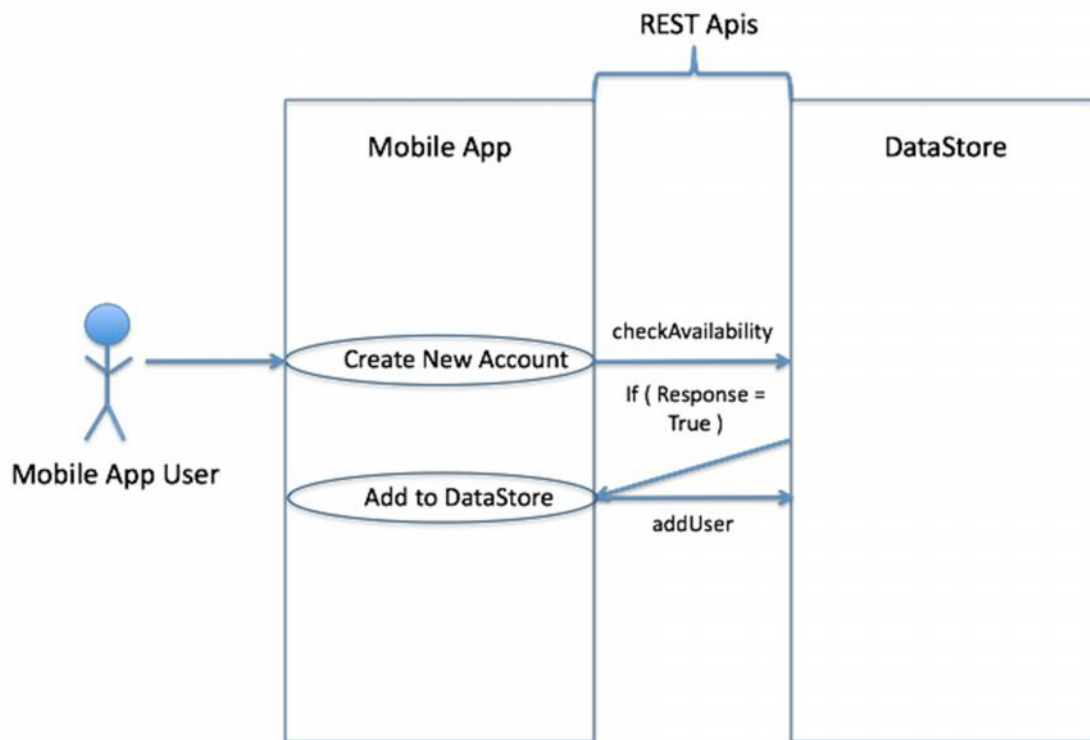 REST Apis
Mobile App
DataStore
checkAvailability
Create New Account
If ( Response =
True )
Mobile App User
Add to DataStore
addUser